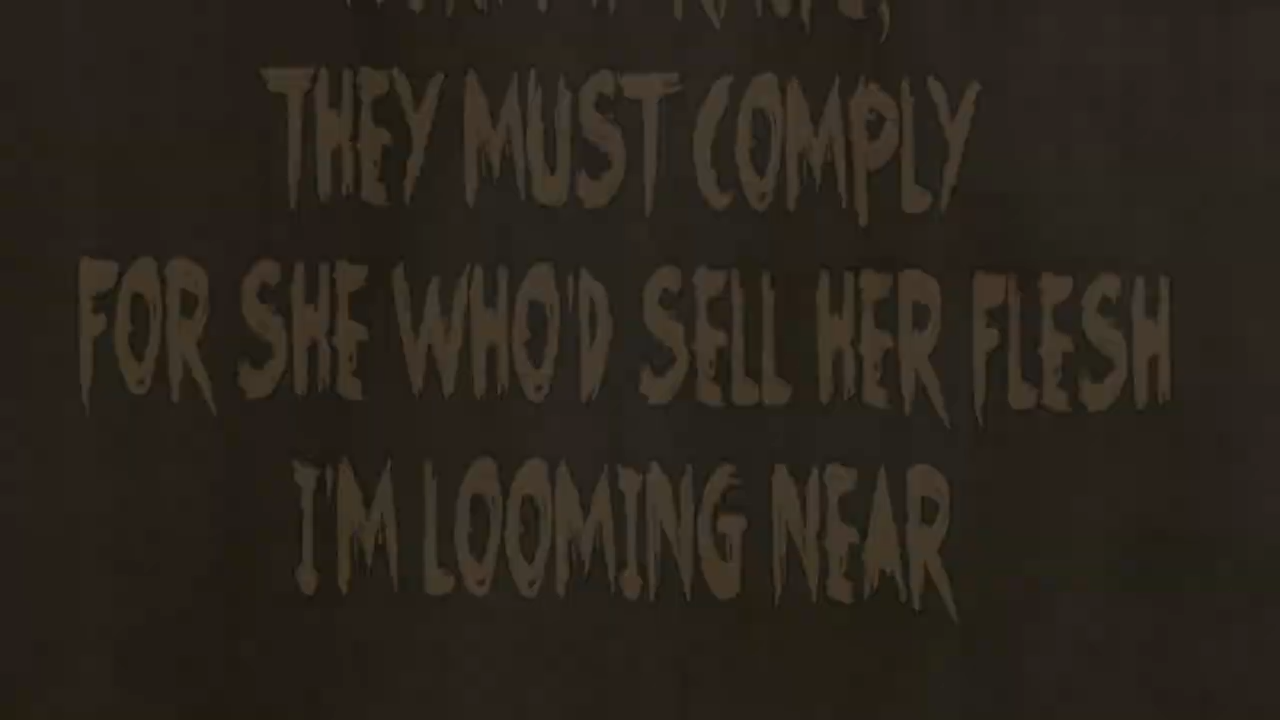 THEY MUST COMPLY
FOR SHE WHO'D SELL HER FLESH
I'M LOOMING NEAR